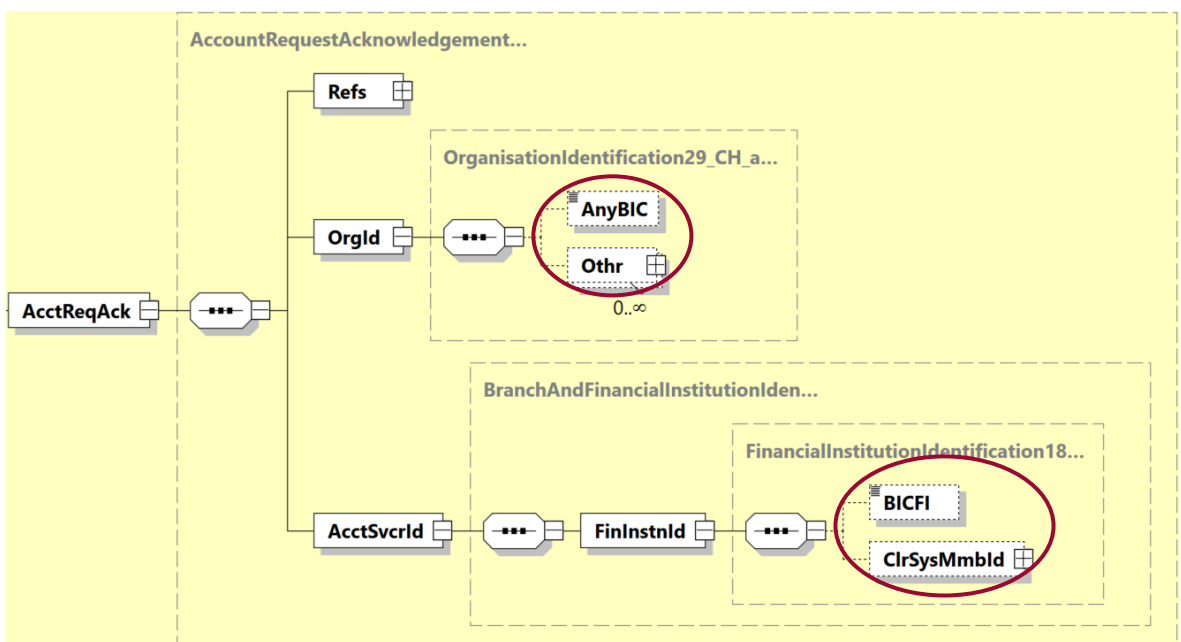 AccountRequestAcknowledgement...
Refs
OrganisationIdentification29_CH_a...
AnyBIC
OrgId
Othr
0..∞
AcctReqAck
BranchAndFinancialInstitutionIden...
FinancialInstitutionIdentification18...
BICFI
AcctSvcrId
FinInstnId
ClrSysMmbId